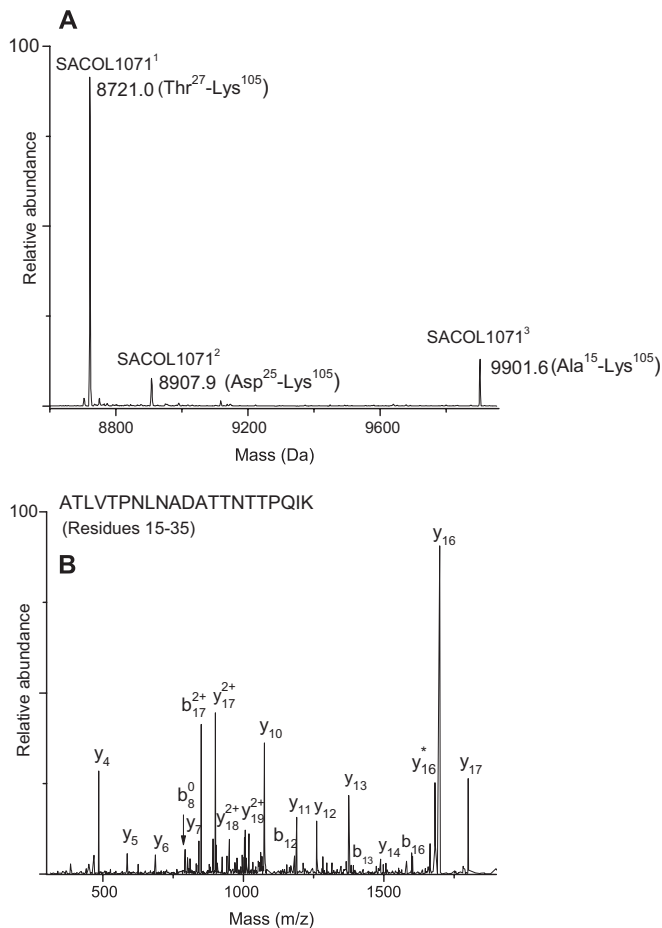 A
100
SACOL1071¹
8721.0 (Thr²⁷-Lys¹⁰⁵)
Relative abundance
SACOL1071²
8907.9 (Asp²⁵-Lys¹⁰⁵)
SACOL1071³
9901.6 (Ala¹⁵-Lys¹⁰⁵)
8800 9200 9600
Mass (Da)
ATLVTPNLNADATTNTTPQIK
(Residues 15-35)
B
100
Relative abundance
y₁₆
b₁₇²⁺ y₁₇²⁺
y₄ y₁₀
b₈⁰ y₁₃ y₁₆* y₁₇
y₅ y₆ y₇ y₁₈²⁺ y₁₉²⁺ y₁₁ y₁₂
b₁₂ b₁₃ y₁₄ b₁₆
500 1000 1500
Mass (m/z)